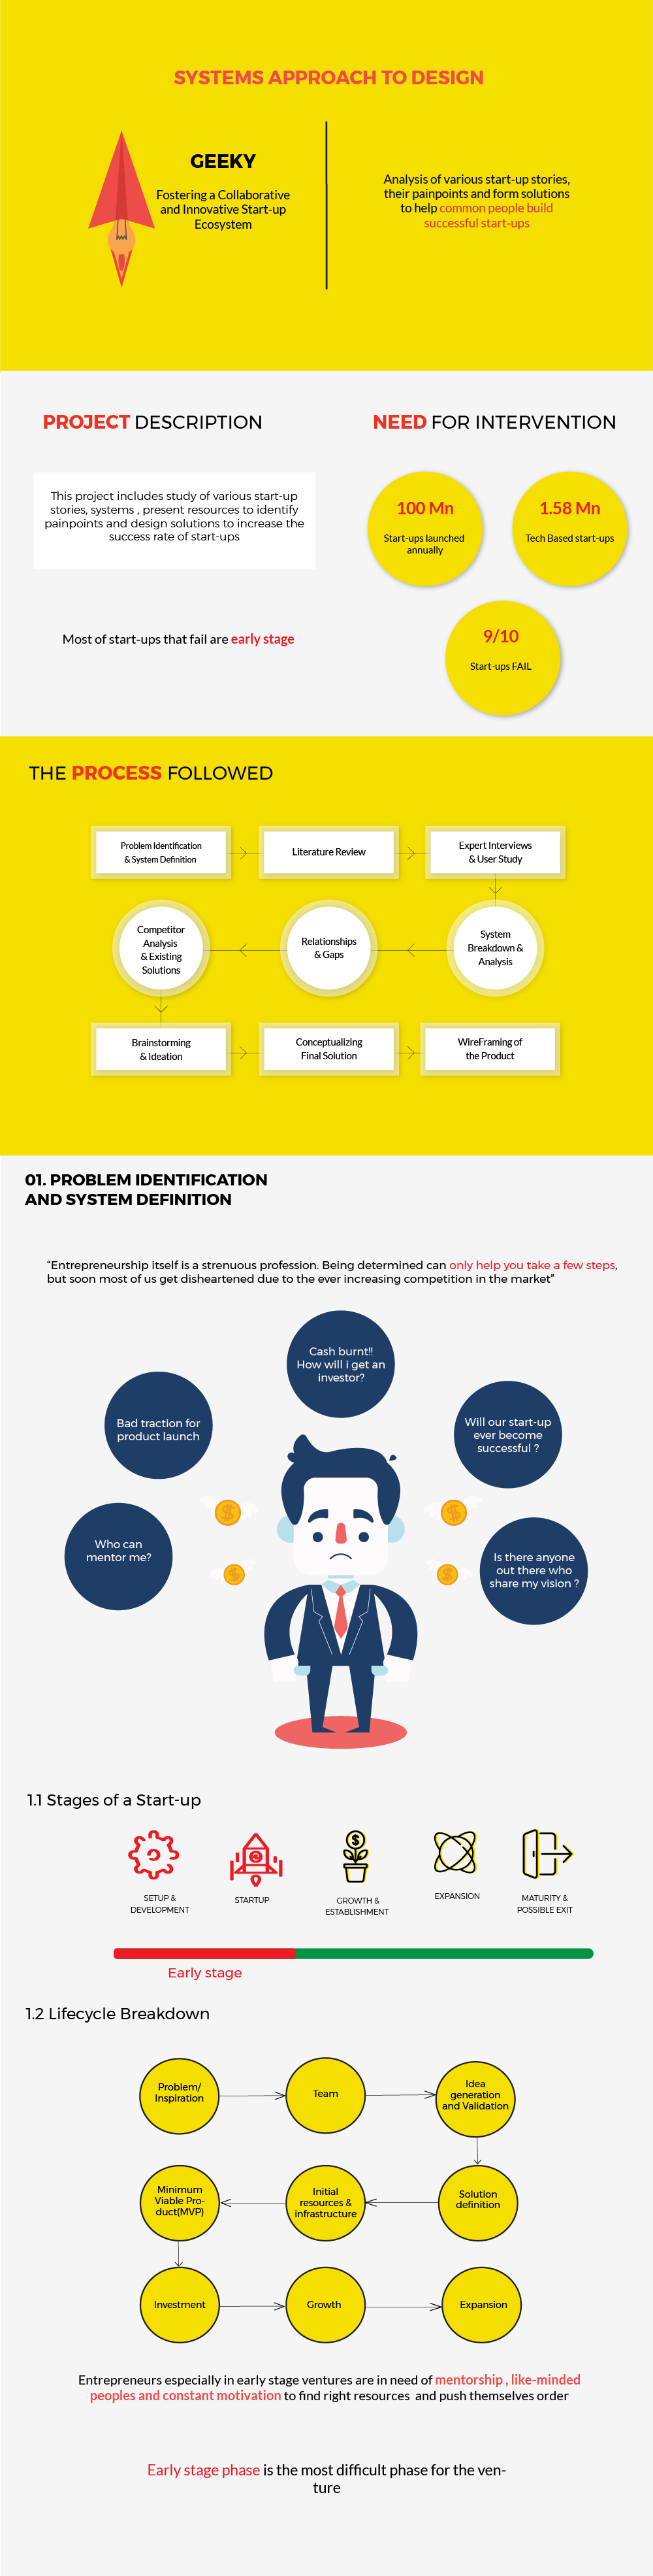 SYSTEMS APPROACH TO DESIGN
GEEKY
Fostering a Collaborative
and Innovative Start-up
Ecosystem
Analysis of various start-up stories,
their painpoints and form solutions
to help common people build
successful start-ups
PROJECT DESCRIPTION
This project includes study of various start-up
stories, systems , present resources to identify
painpoints and design solutions to increase the
success rate of start-ups
Most of start-ups that fail are early stage
NEED FOR INTERVENTION
100 Mn
Start-ups launched
annually
1.58 Mn
Tech Based start-ups
9/10
Start-ups FAIL
THE PROCESS FOLLOWED
Problem Identification
& System Definition
Literature Review
Expert Interviews
& User Study
System
Breakdown &
Analysis
Relationships
& Gaps
Competitor
Analysis
& Existing
Solutions
Brainstorming
& Ideation
Conceptualizing
Final Solution
WireFraming of
the Product
01. PROBLEM IDENTIFICATION
AND SYSTEM DEFINITION
“Entrepreneurship itself is a strenuous profession. Being determined can only help you take a few steps,
but soon most of us get disheartened due to the ever increasing competition in the market”
Cash burnt!!
How will i get an
investor?
Bad traction for
product launch
Will our start-up
ever become
successful ?
Who can
mentor me?
Is there anyone
out there who
share my vision ?
1.1 Stages of a Start-up
SETUP &
DEVELOPMENT
STARTUP
GROWTH &
ESTABLISHMENT
EXPANSION
MATURITY &
POSSIBLE EXIT
Early stage
1.2 Lifecycle Breakdown
Problem/
Inspiration
Team
Idea
generation
and Validation
Solution
definition
Initial
resources &
infrastructure
Minimum
Viable Pro-
duct(MVP)
Investment
Growth
Expansion
Entrepreneurs especially in early stage ventures are in need of mentorship , like-minded
peoples and constant motivation to find right resources and push themselves order
Early stage phase is the most difficult phase for the ven-
ture